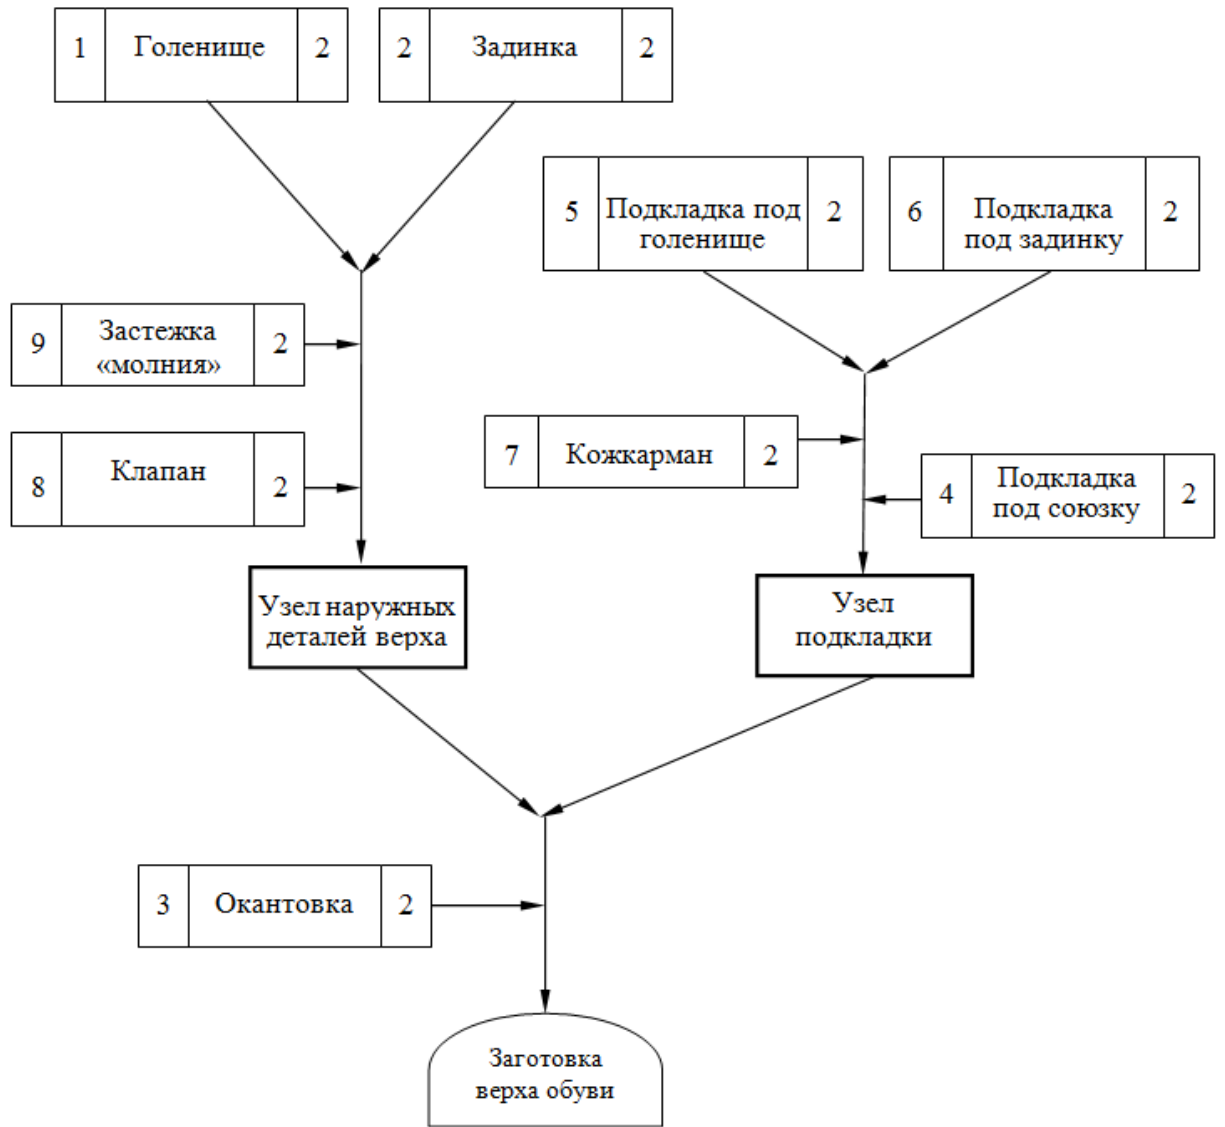 1 Голенище 2
2 Задинка 2
5 Подкладка под 2
голенище
6 Подкладка 2
под задинку
9 Застежка 2
«молния»
8 Клапан 2
7 Кожкарман 2
4 Подкладка 2
под союзку
Узел наружных
деталей верха
Узел
подкладки
3 Окантовка 2
Заготовка
верха обуви